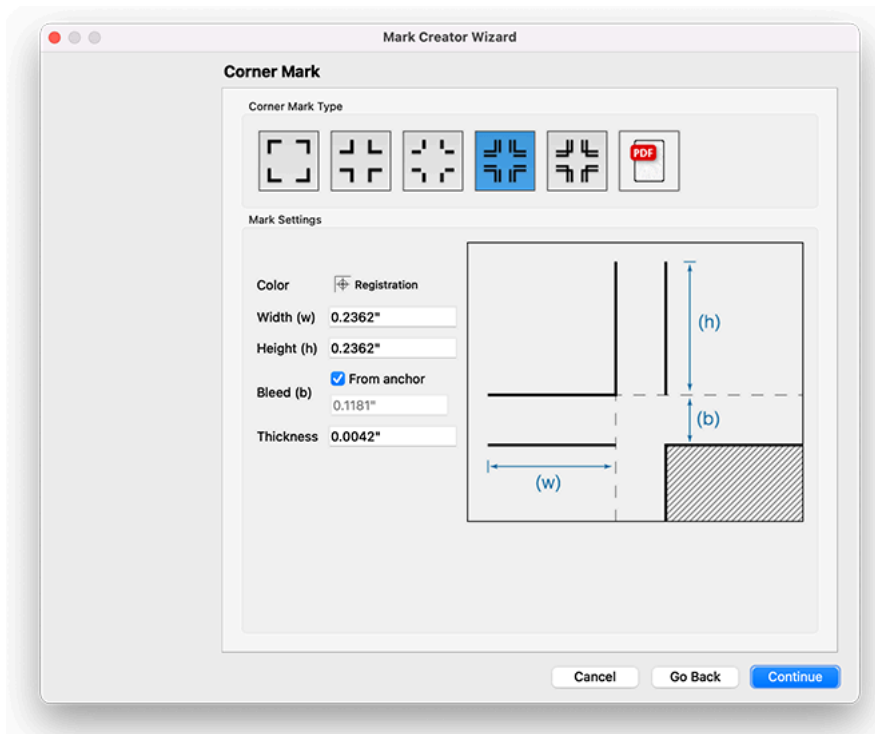 Mark Creator Wizard
Corner Mark
Corner Mark Type
PDF
Mark Settings
Color Registration
Width (w) 0.2362"
Height (h) 0.2362"
Bleed (b) From anchor
0.1181"
Thickness 0.0042"
(h)
(b)
(w)
Cancel Go Back Continue